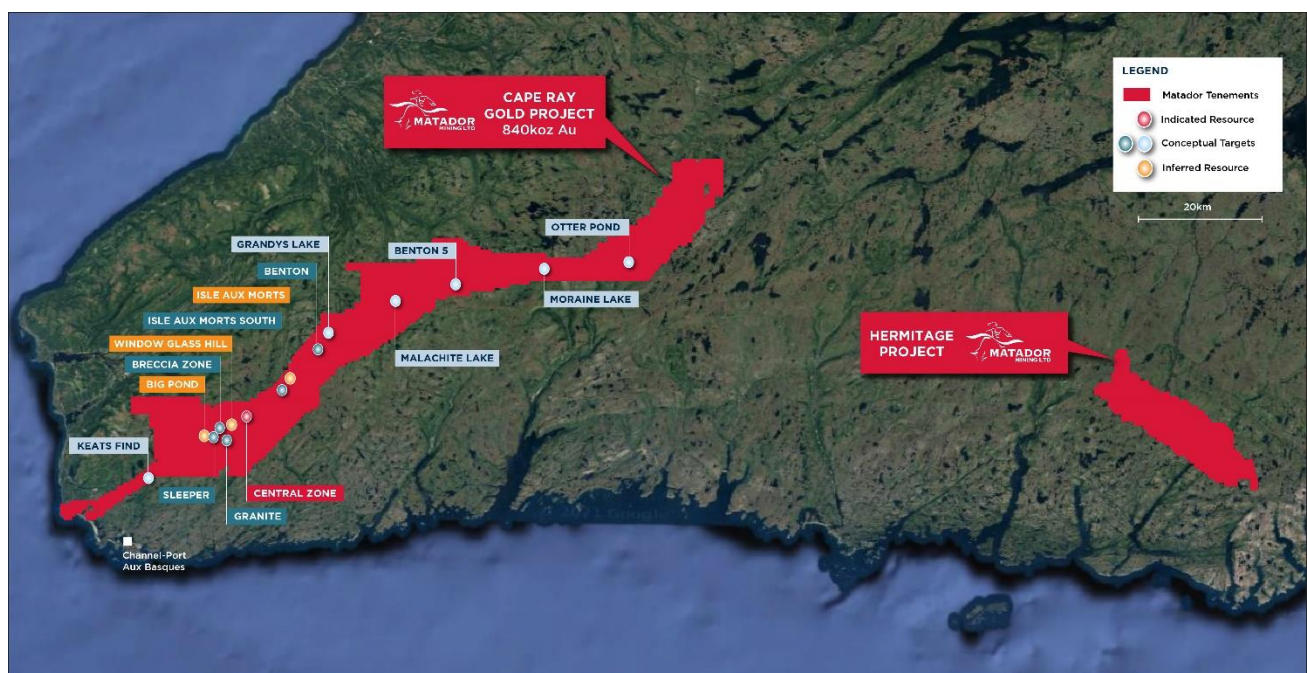 MATADOR
MINING LTD
CAPE RAY
GOLD PROJECT
840koz Au
LEGEND
Matador Tenements
Indicated Resource
Conceptual Targets
Inferred Resource
20km
OTTER POND
GRANDYS LAKE
BENTON 5
BENTON
ISLE AUX MORTS
MORAINE LAKE
ISLE AUX MORTS SOUTH
WINDOW GLASS HILL
MALACHITE LAKE
BRECCIA ZONE
BIG POND
HERMITAGE
PROJECT
MATADOR
MINING LTD
KEATS FIND
SLEEPER
CENTRAL ZONE
GRANITE
Channel-Port
Aux Basques